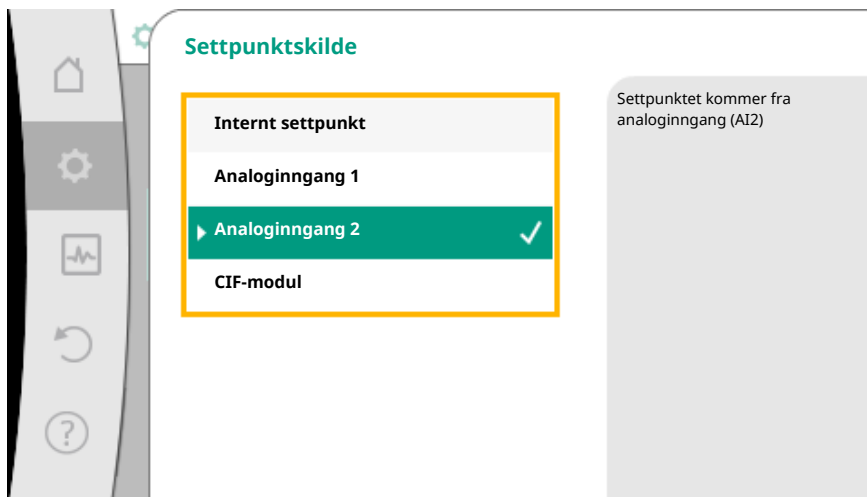 Settpunktskilde
Internt settpunkt
Analoginngang 1
Analoginngang 2
CIF-modul
Settpunktet kommer fra
analoginngang (AI2)